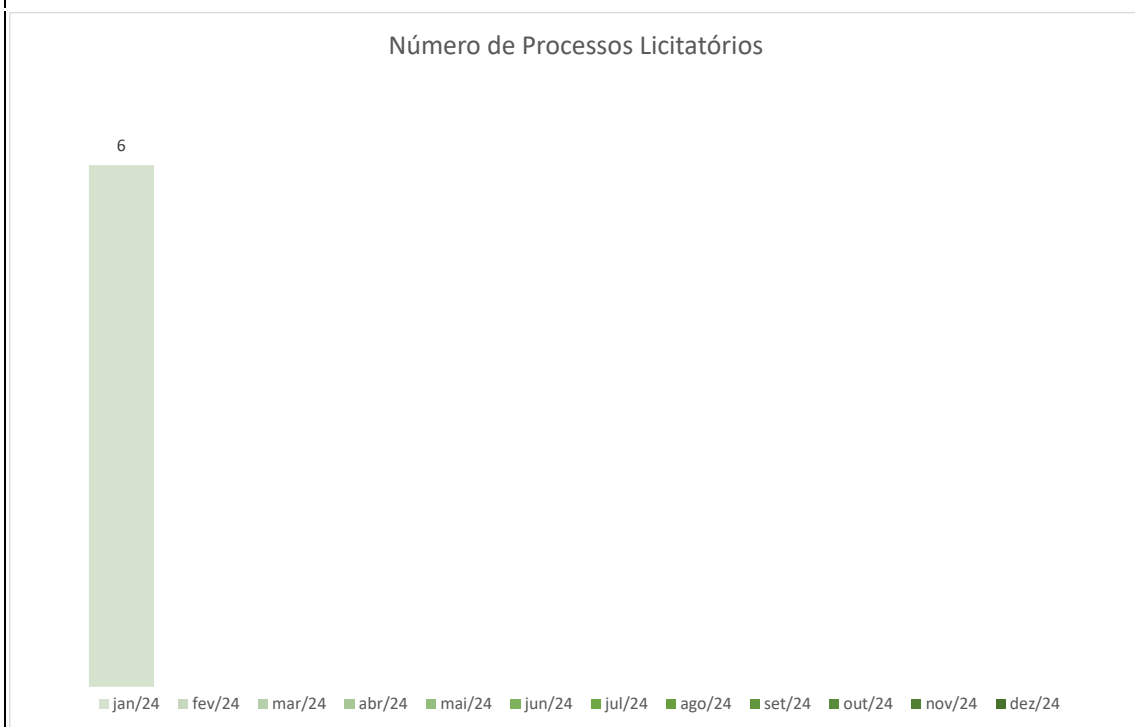 Número de Processos Licitatórios
6
jan/24 fev/24 mar/24 abr/24 mai/24 jun/24 jul/24 ago/24 set/24 out/24 nov/24 dez/24